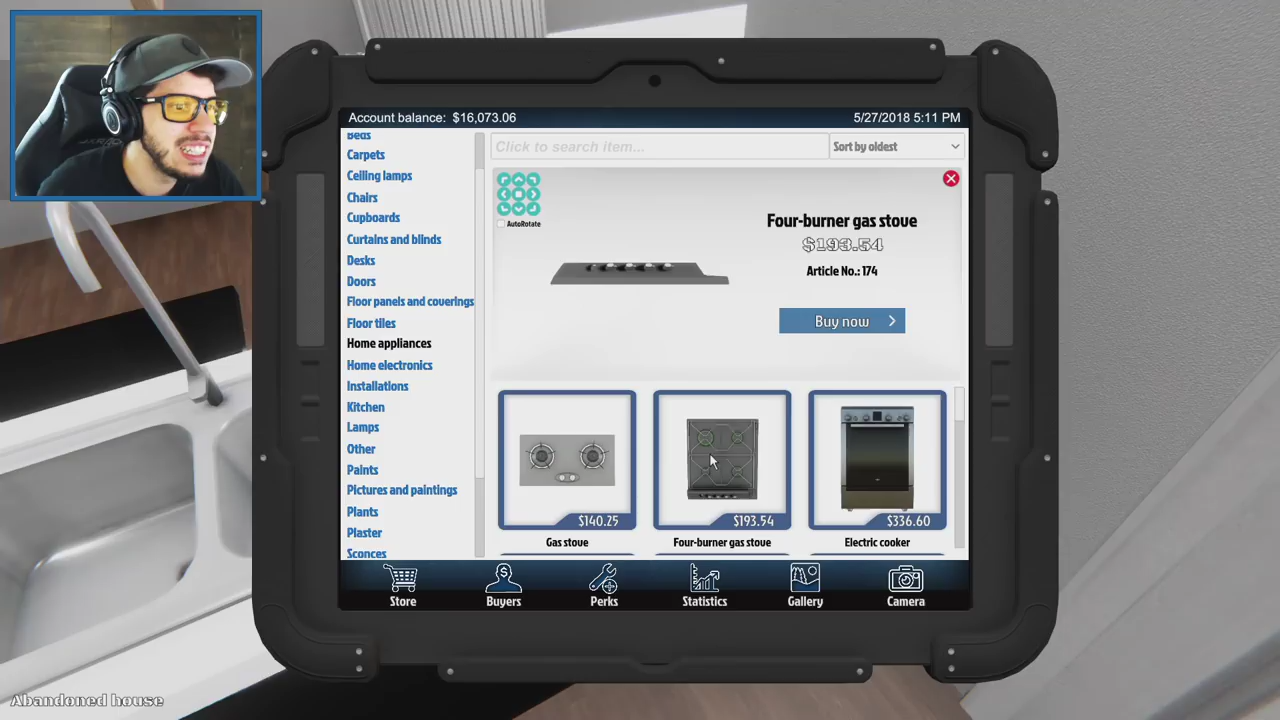 Account balance: $16,073.06
5/27/2018 5:11 PM
Beds
Carpets
Ceiling lamps
Chairs
Cupboards
Curtains and blinds
Desks
Doors
Floor panels and coverings
Floor tiles
Home appliances
Home electronics
Installations
Kitchen
Lamps
Other
Paints
Pictures and paintings
Plants
Plaster
Sconces
Click to search item...
Sort by oldest
AutoRotate
Four-burner gas stove
$193.54
Article No.: 174
Buy now
$140.25
Gas stove
$193.54
Four-burner gas stove
$336.60
Electric cooker
Store
Buyers
Perks
Statistics
Gallery
Camera
Abandoned house